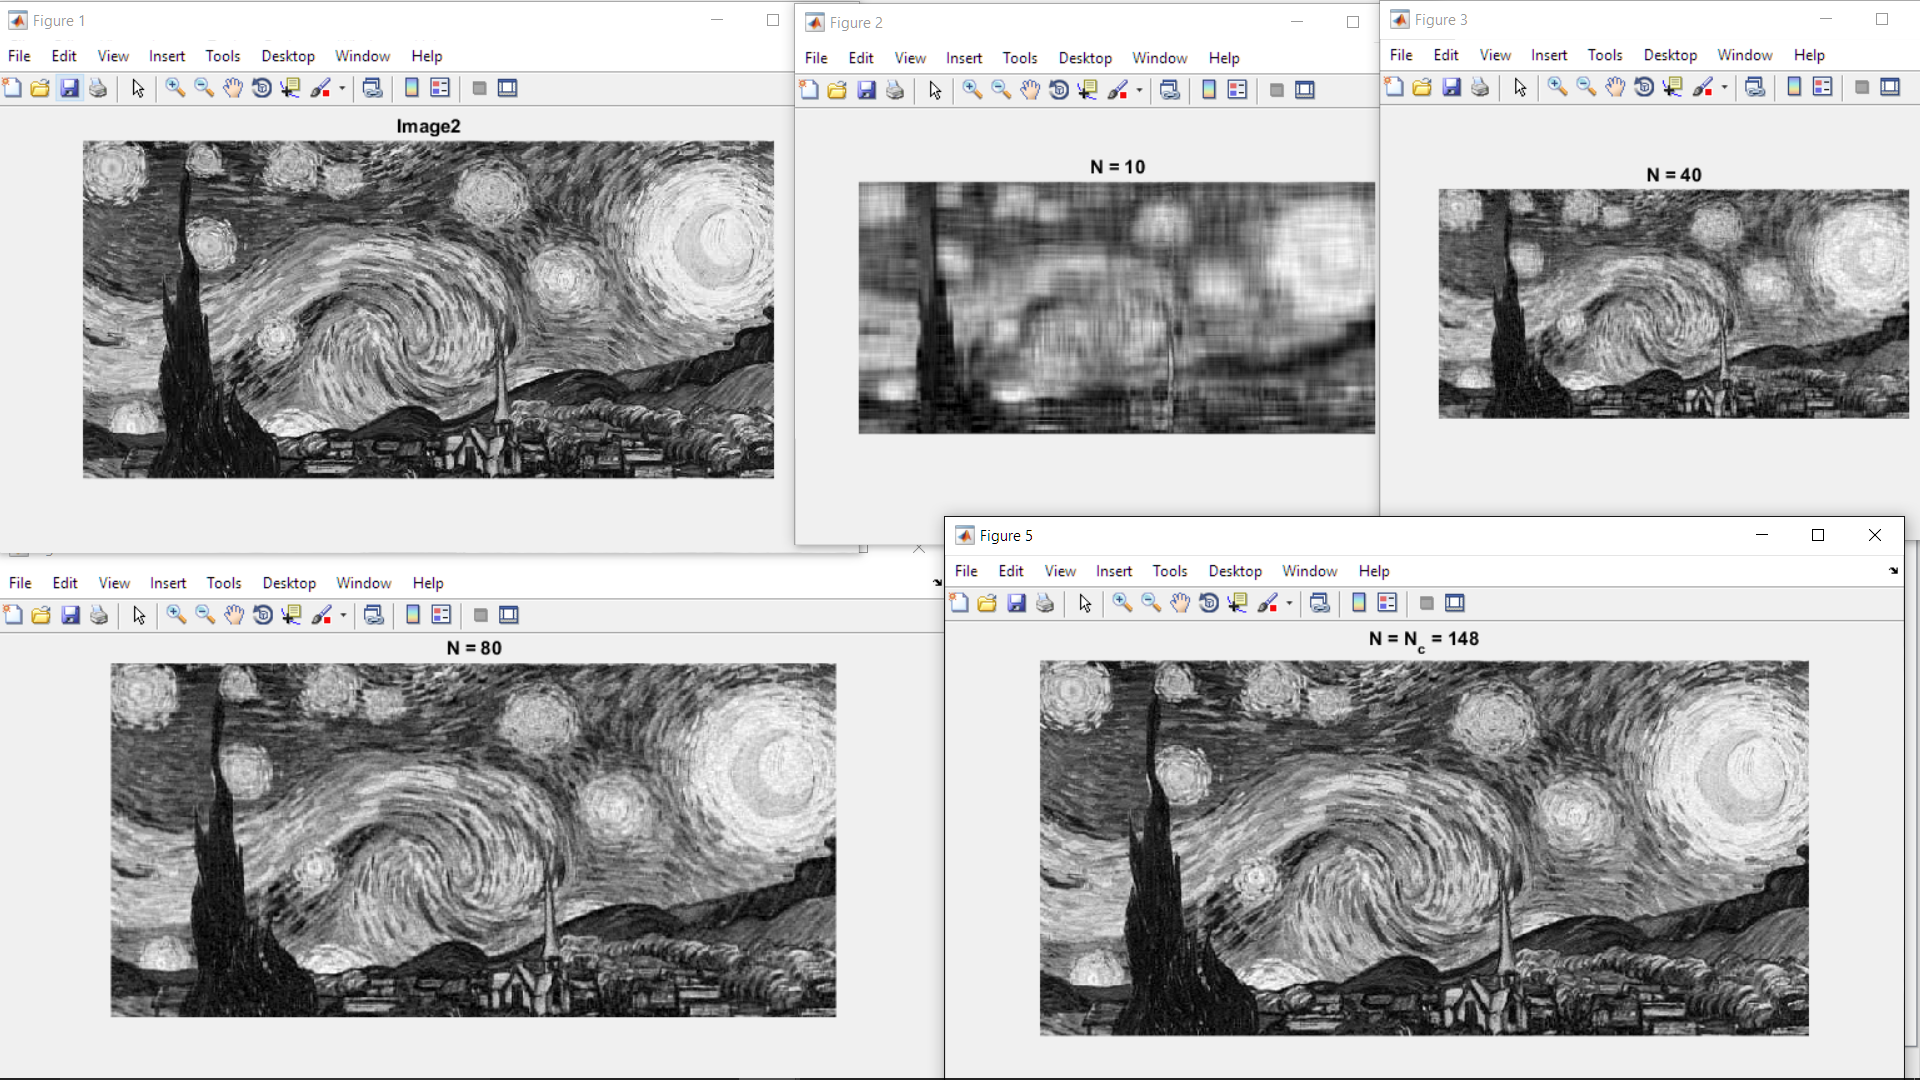 Figure 1
File Edit View Insert Tools Desktop Window Help
Image2
Figure 2
File Edit View Insert Tools Desktop Window Help
N = 10
Figure 3
File Edit View Insert Tools Desktop Window Help
N = 40
File Edit View Insert Tools Desktop Window Help
N = 80
Figure 5
File Edit View Insert Tools Desktop Window Help
N = N_c = 148